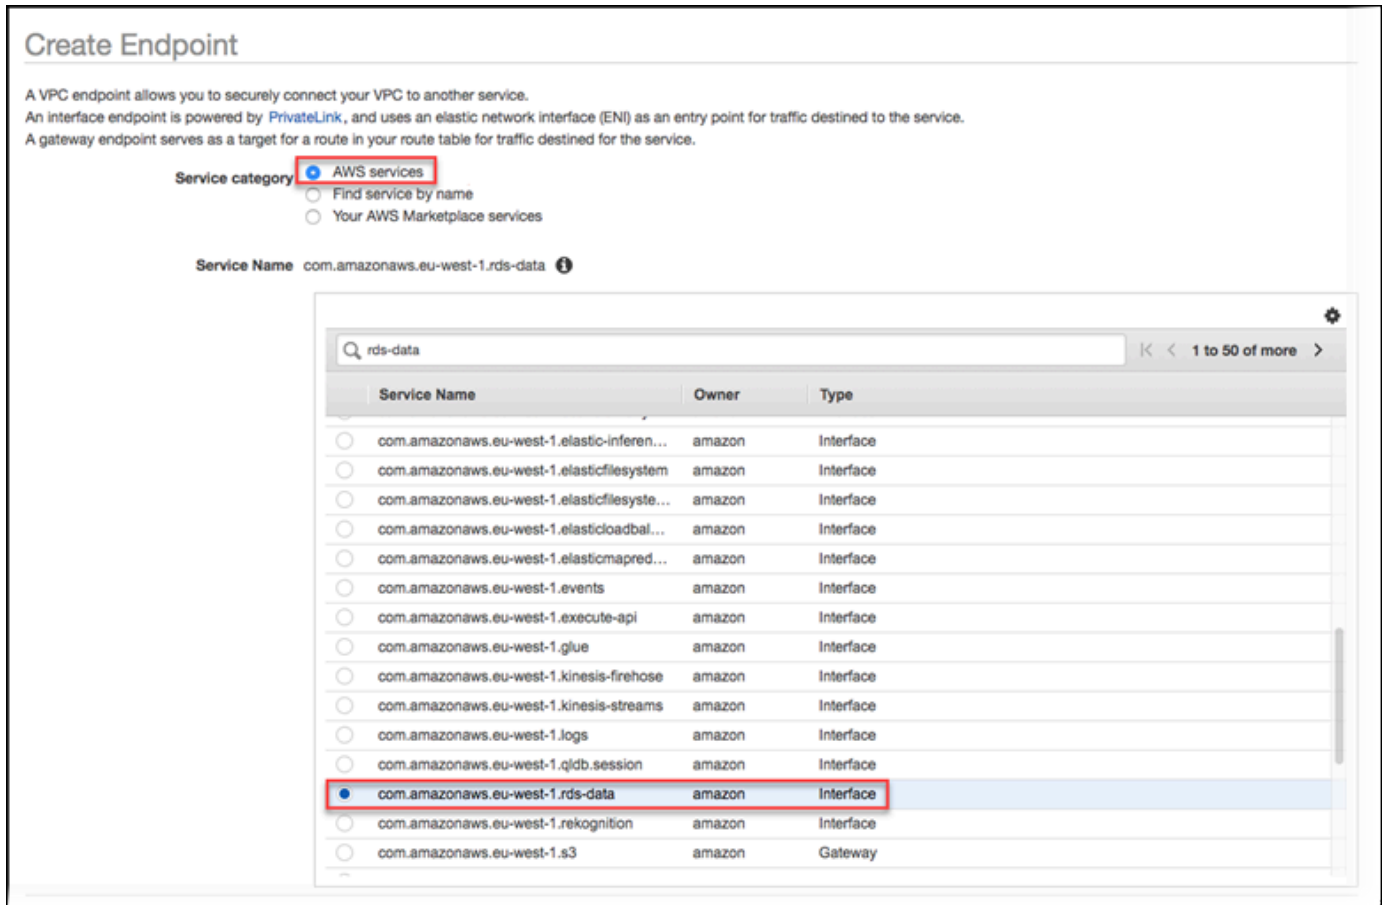 Create Endpoint
A VPC endpoint allows you to securely connect your VPC to another service.
An interface endpoint is powered by PrivateLink, and uses an elastic network interface (ENI) as an entry point for traffic destined to the service.
A gateway endpoint serves as a target for a route in your route table for traffic destined for the service.
Service category AWS services
Find service by name
Your AWS Marketplace services
Service Name com.amazonaws.eu-west-1.rds-data
rds-data 1 to 50 of more
Service Name Owner Type
com.amazonaws.eu-west-1.elastic-inferen... amazon Interface
com.amazonaws.eu-west-1.elasticfilesystem amazon Interface
com.amazonaws.eu-west-1.elasticfilesyste... amazon Interface
com.amazonaws.eu-west-1.elasticloadbal... amazon Interface
com.amazonaws.eu-west-1.elasticmapred... amazon Interface
com.amazonaws.eu-west-1.events amazon Interface
com.amazonaws.eu-west-1.execute-api amazon Interface
com.amazonaws.eu-west-1.glue amazon Interface
com.amazonaws.eu-west-1.kinesis-firehose amazon Interface
com.amazonaws.eu-west-1.kinesis-streams amazon Interface
com.amazonaws.eu-west-1.logs amazon Interface
com.amazonaws.eu-west-1.qldb.session amazon Interface
com.amazonaws.eu-west-1.rds-data amazon Interface
com.amazonaws.eu-west-1.rekognition amazon Interface
com.amazonaws.eu-west-1.s3 amazon Gateway